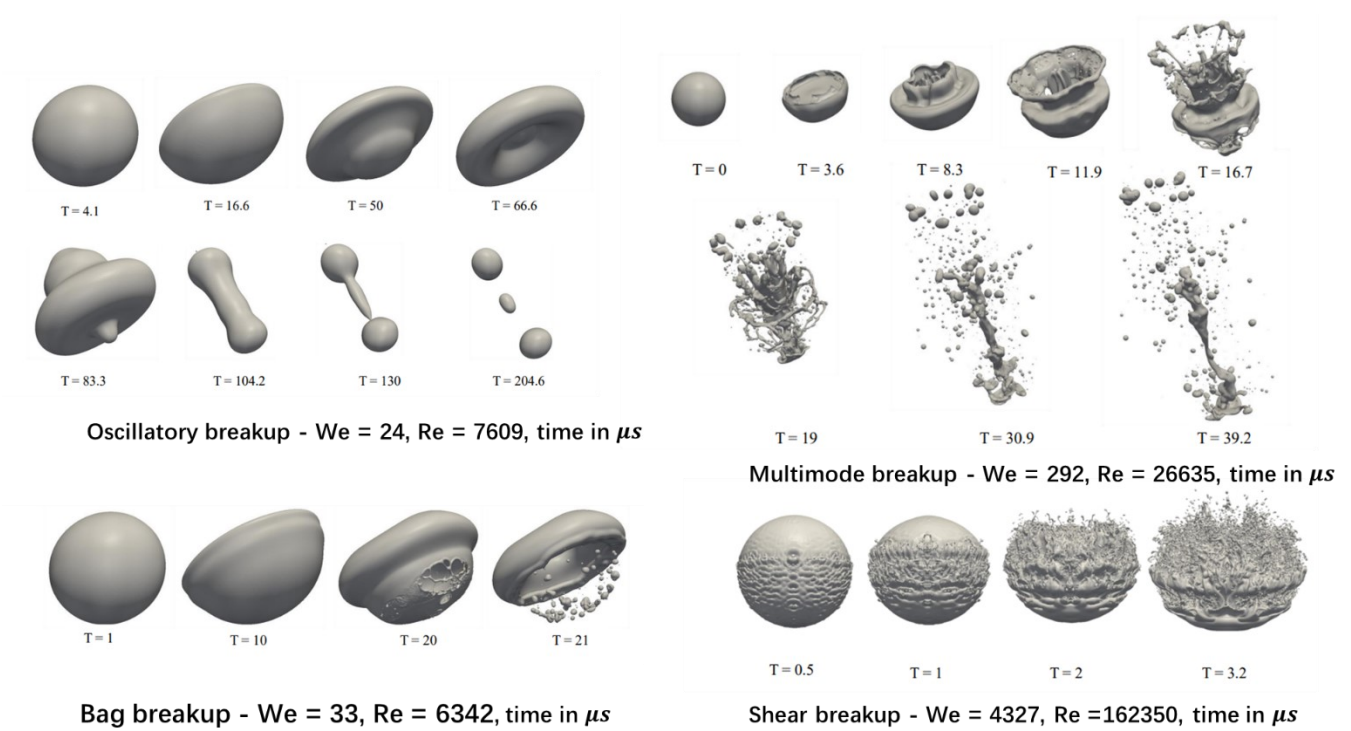 T = 4.1
T = 16.6
T = 50
T = 66.6
T = 83.3
T = 104.2
T = 130
T = 204.6
Oscillatory breakup - We = 24, Re = 7609, time in μs
T = 0
T = 3.6
T = 8.3
T = 11.9
T = 16.7
T = 19
T = 30.9
T = 39.2
Multimode breakup - We = 292, Re = 26635, time in μs
T = 1
T = 10
T = 20
T = 21
Bag breakup - We = 33, Re = 6342, time in μs
T = 0.5
T = 1
T = 2
T = 3.2
Shear breakup - We = 4327, Re =162350, time in μs